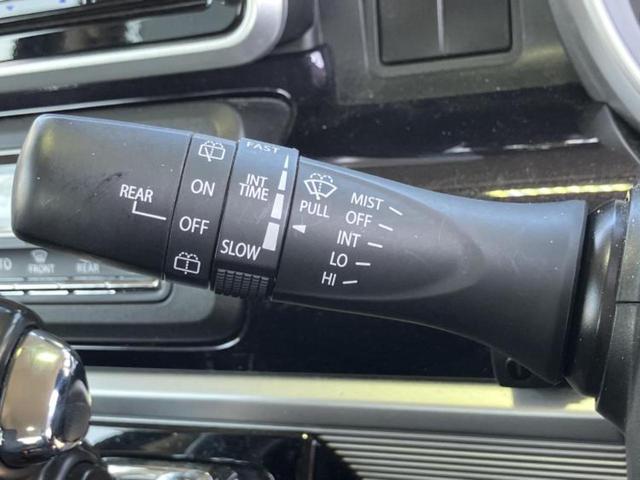 FAST
INT
TIME
SLOW
REAR
ON
OFF
PULL
MIST
OFF
INT
LO
HI
FRONT
REAR